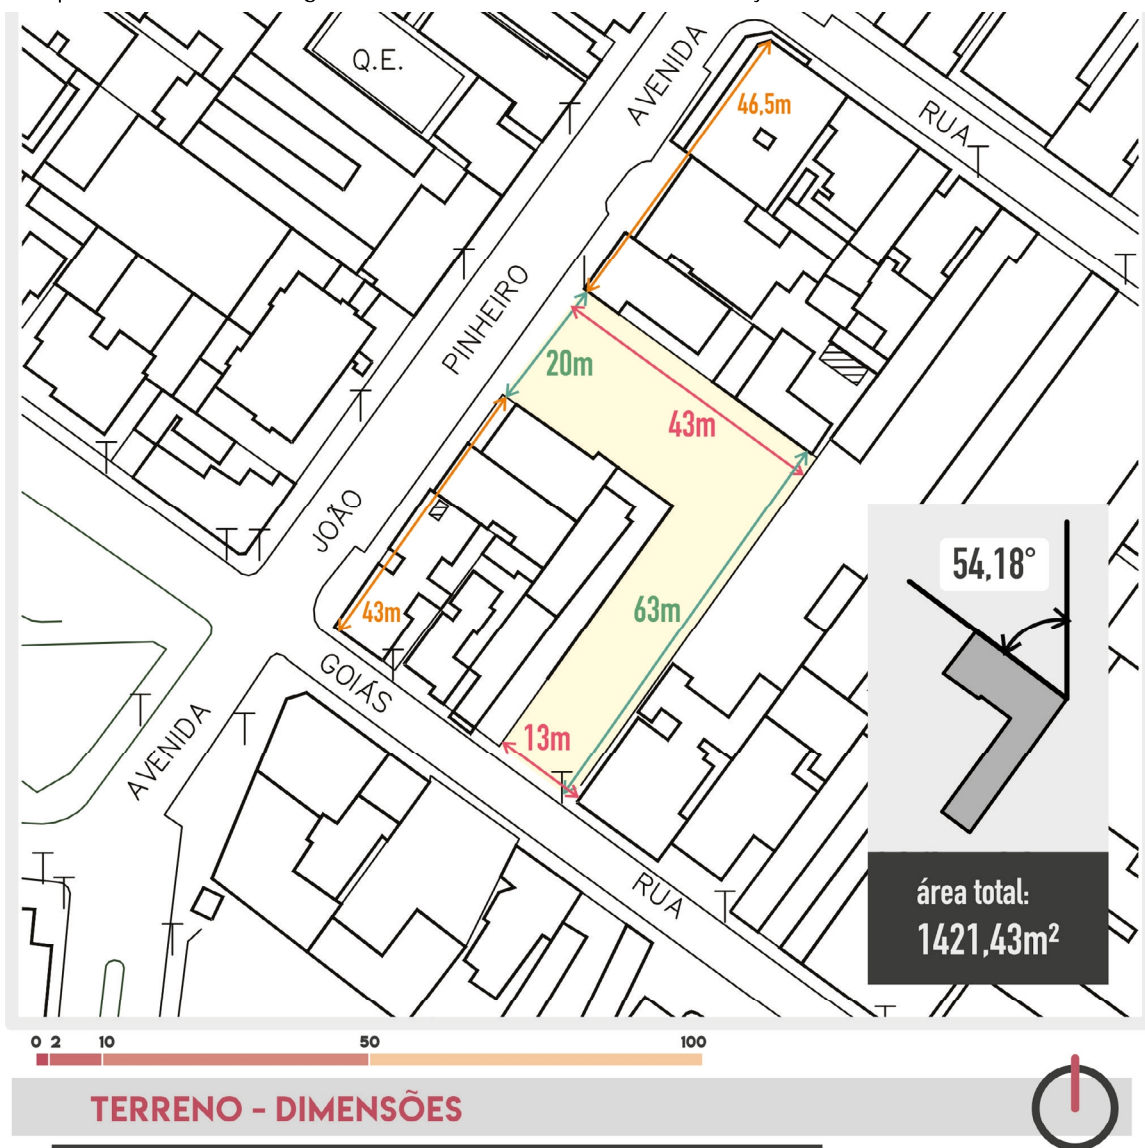 Q.E.
AVENIDA
46,5m
RUA
PINHEIRO
20m
43m
JOÃO
54,18°
63m
43m
GOIÁS
13m
AVENIDA
RUA
área total:
1421,43m²
0 2 10 50 100
TERRENO - DIMENSÕES